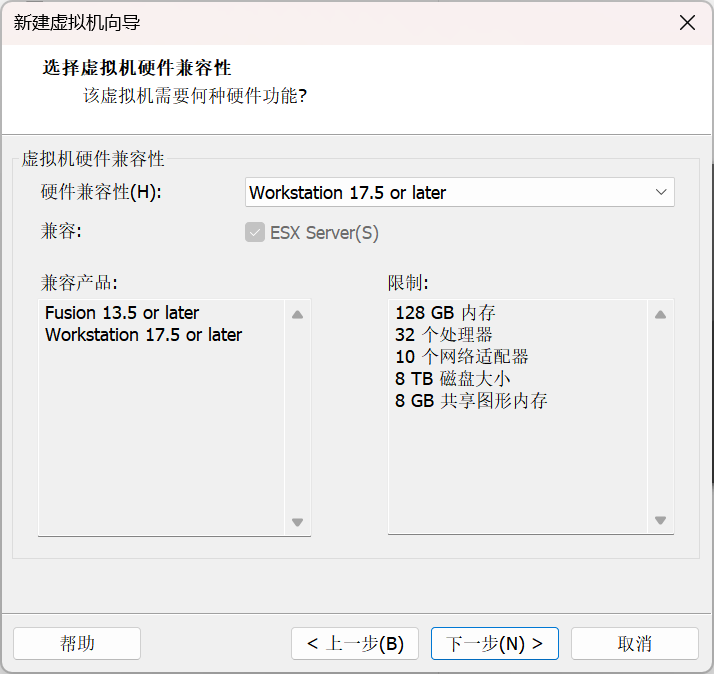 新建虚拟机向导
选择虚拟机硬件兼容性
该虚拟机需要何种硬件功能?
虚拟机硬件兼容性
硬件兼容性(H):
Workstation 17.5 or later
兼容:
ESX Server(S)
兼容产品:
Fusion 13.5 or later
Workstation 17.5 or later
限制:
128 GB 内存
32 个处理器
10 个网络适配器
8 TB 磁盘大小
8 GB 共享图形内存
帮助
< 上一步(B)
下一步(N) >
取消